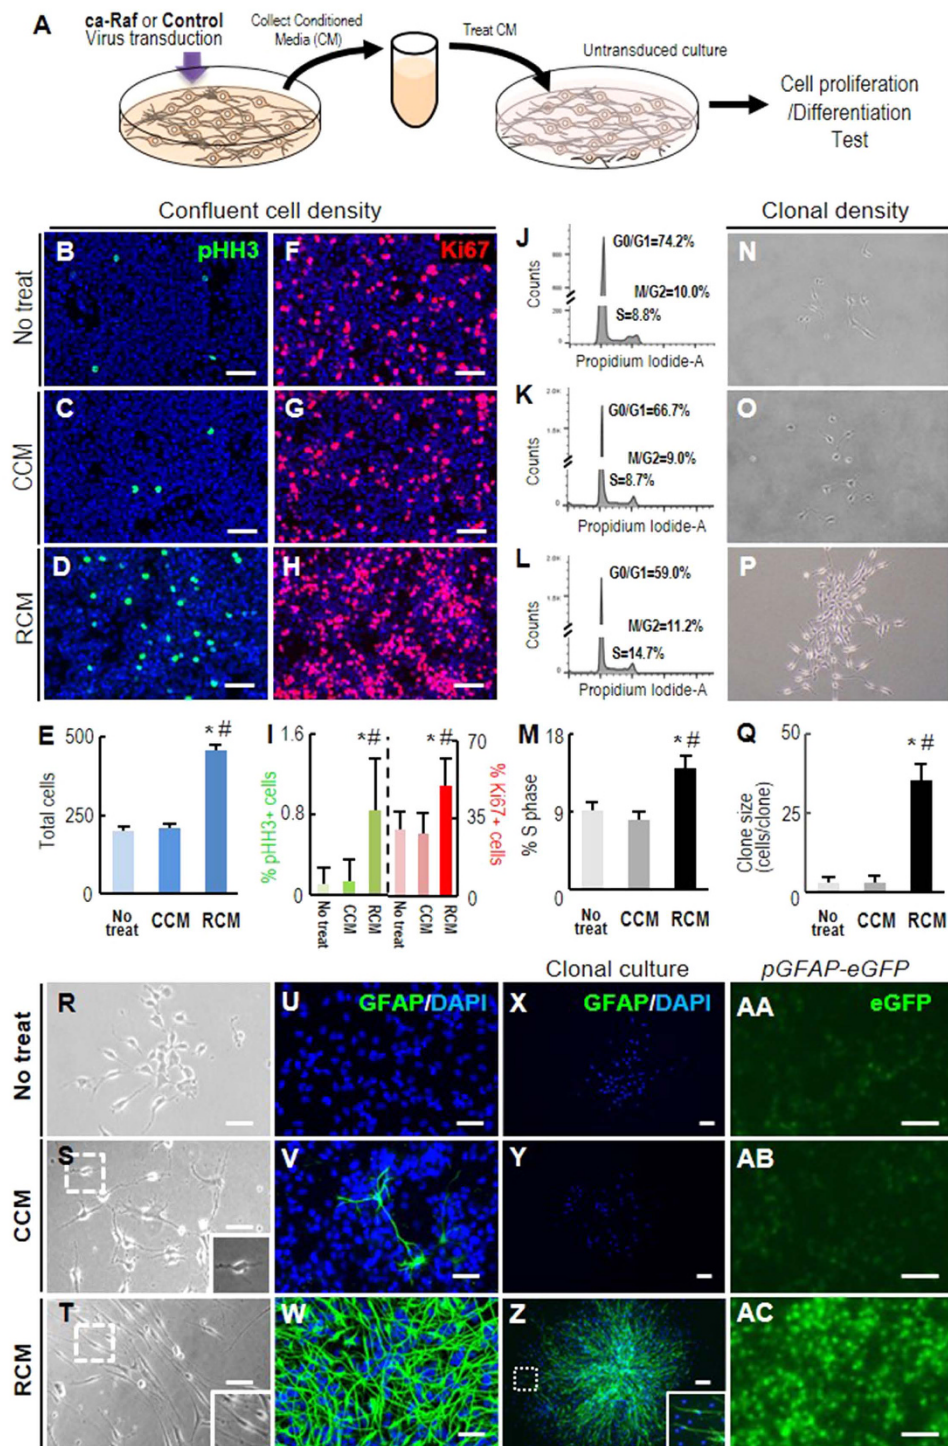 A
ca-Raf or Control
Virus transduction
Collect Conditioned
Media (CM)
Treat CM
Untransduced culture
Cell proliferation
/Differentiation
Test
Confluent cell density
Clonal density
No treat
B
pHH3
F
Ki67
J
Counts
G0/G1=74.2%
M/G2=10.0%
S=8.8%
Propidium Iodide-A
N
CCM
C
G
K
Counts
G0/G1=66.7%
M/G2=9.0%
S=8.7%
Propidium Iodide-A
O
RCM
D
H
L
Counts
G0/G1=59.0%
M/G2=11.2%
S=14.7%
Propidium Iodide-A
P
E
Total cells
500
250
0
* #
No treat
CCM
RCM
I
% pHH3+ cells
1.6
0.8
0
*#
* #
70
35
0
% Ki67+ cells
No treat
CCM
RCM
No treat
CCM
RCM
M
% S phase
18
9
0
* #
No treat
CCM
RCM
Q
Clone size
(cells/clone)
50
25
0
* #
No treat
CCM
RCM
Clonal culture
pGFAP-eGFP
No treat
R
U
GFAP/DAPI
X
GFAP/DAPI
AA
eGFP
CCM
S
V
Y
AB
RCM
T
W
Z
AC